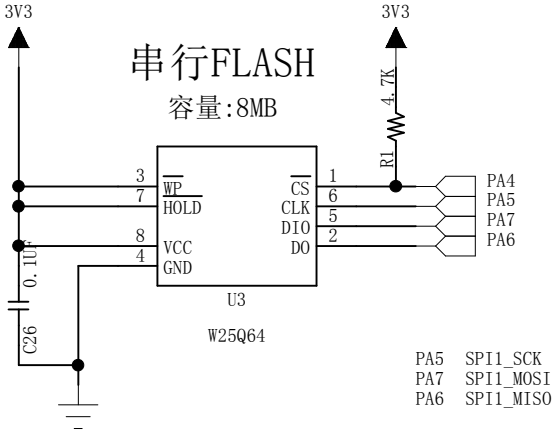 3V3
3V3
串行FLASH
容量:8MB
4.7K
R1
3
WP
CS
1
PA4
7
HOLD
CLK
6
PA5
DIO
5
PA7
8
VCC
DO
2
PA6
4
GND
0.1UF
C26
U3
W25Q64
PA5 SPI1_SCK
PA7 SPI1_MOSI
PA6 SPI1_MISO